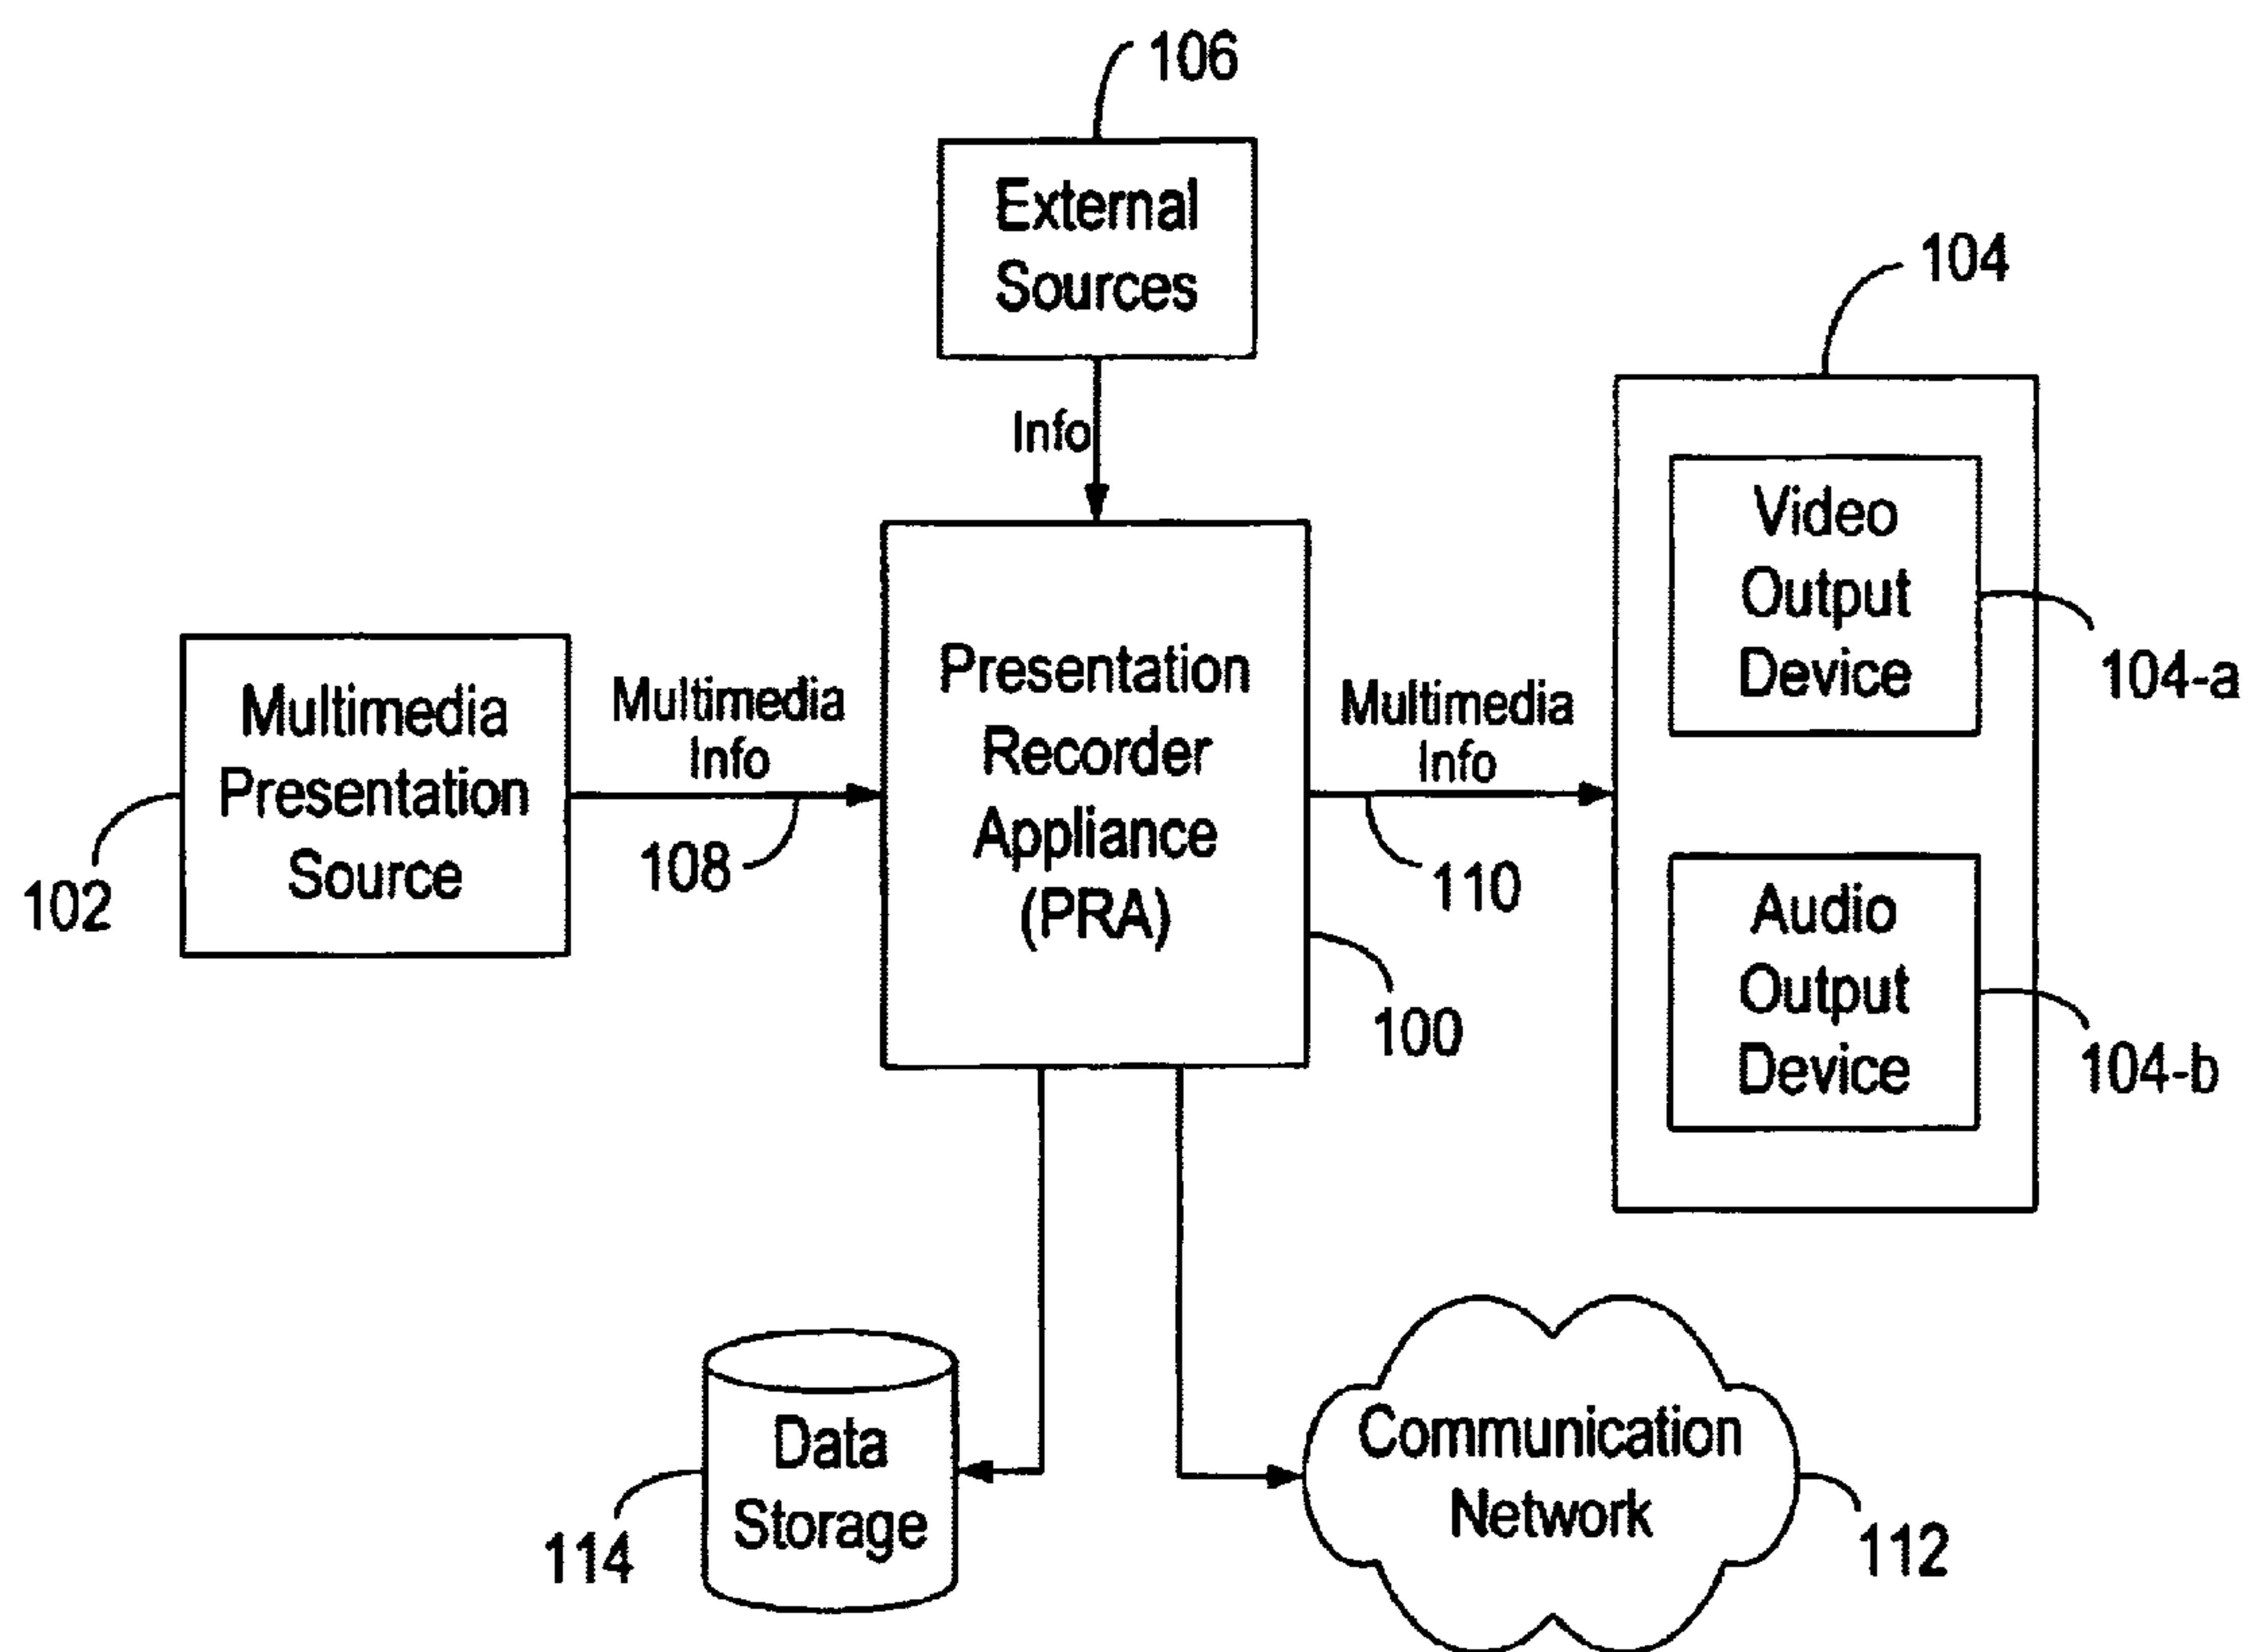 106
External
Sources
104
Info
Video
Output
Device
104-a
Multimedia
Presentation
Source
102
Multimedia
Info
108
Presentation
Recorder
Appliance
(PRA)
100
Multimedia
Info
110
Audio
Output
Device
104-b
Data
Storage
114
Communication
Network
112